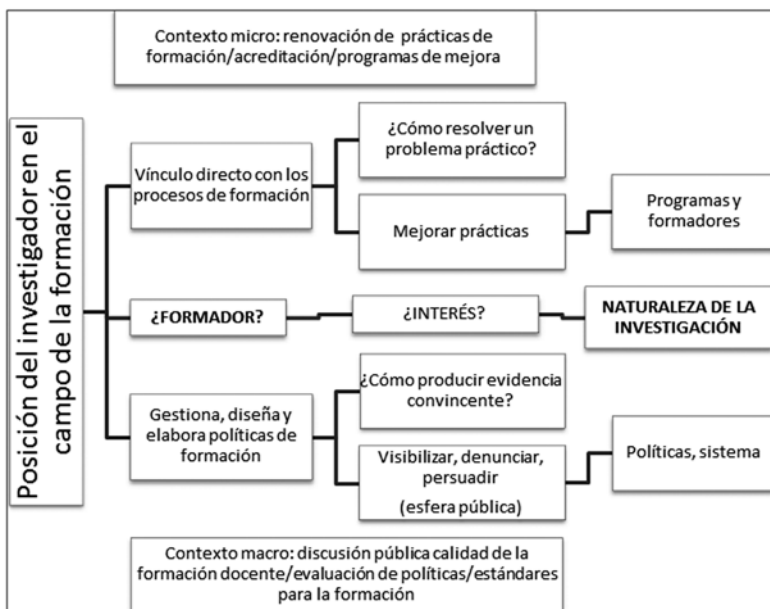 Contexto micro: renovación de prácticas de
formación/acreditación/programas de mejora
Posición del investigador en el
campo de la formación
Vínculo directo con los
procesos de formación
¿Cómo resolver un
problema práctico?
Mejorar prácticas
Programas y
formadores
¿FORMADOR?
¿INTERÉS?
NATURALEZA DE LA
INVESTIGACIÓN
Gestiona, diseña y
elabora políticas de
formación
¿Cómo producir evidencia
convincente?
Visibilizar, denunciar,
persuadir
(esfera pública)
Políticas, sistema
Contexto macro: discusión pública calidad de la
formación docente/evaluación de políticas/estándares
para la formación